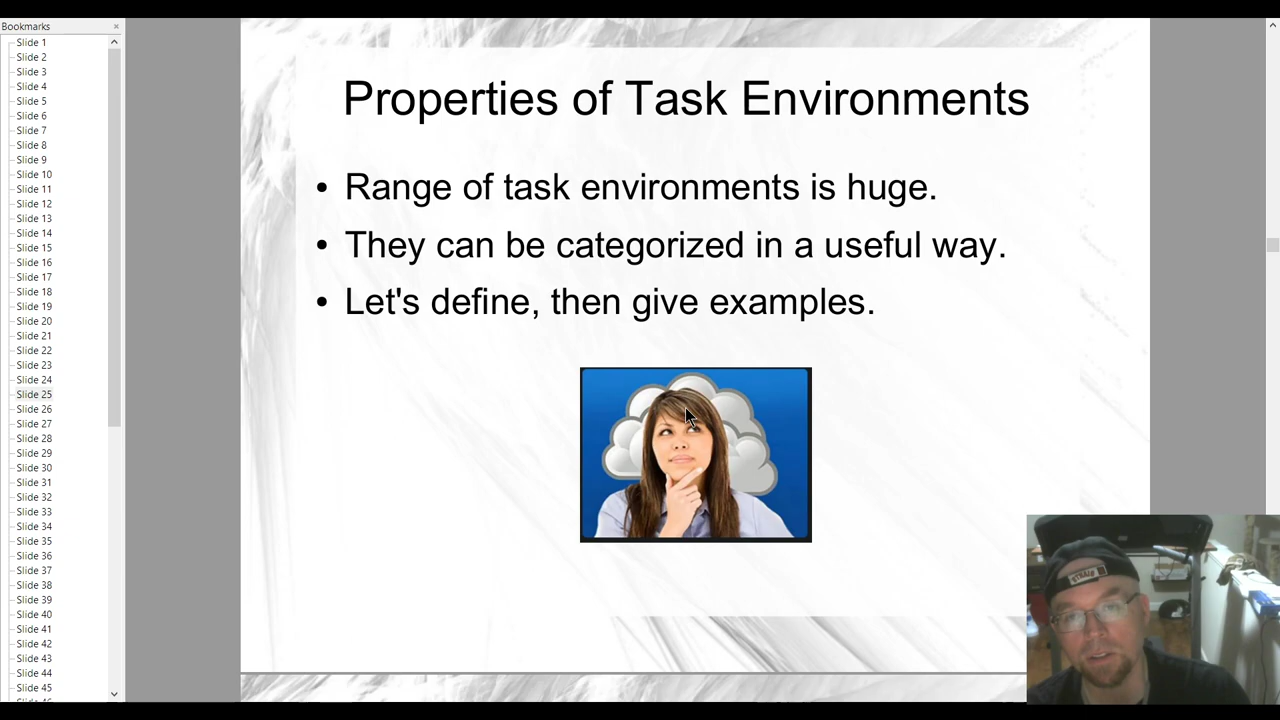 Bookmarks
Slide 1
Slide 2
Slide 3
Slide 4
Slide 5
Slide 6
Slide 7
Slide 8
Slide 9
Slide 10
Slide 11
Slide 12
Slide 13
Slide 14
Slide 15
Slide 16
Slide 17
Slide 18
Slide 19
Slide 20
Slide 21
Slide 22
Slide 23
Slide 24
Slide 25
Slide 26
Slide 27
Slide 28
Slide 29
Slide 30
Slide 31
Slide 32
Slide 33
Slide 34
Slide 35
Slide 36
Slide 37
Slide 38
Slide 39
Slide 40
Slide 41
Slide 42
Slide 43
Slide 44
Slide 45
Properties of Task Environments
• Range of task environments is huge.
• They can be categorized in a useful way.
• Let's define, then give examples.